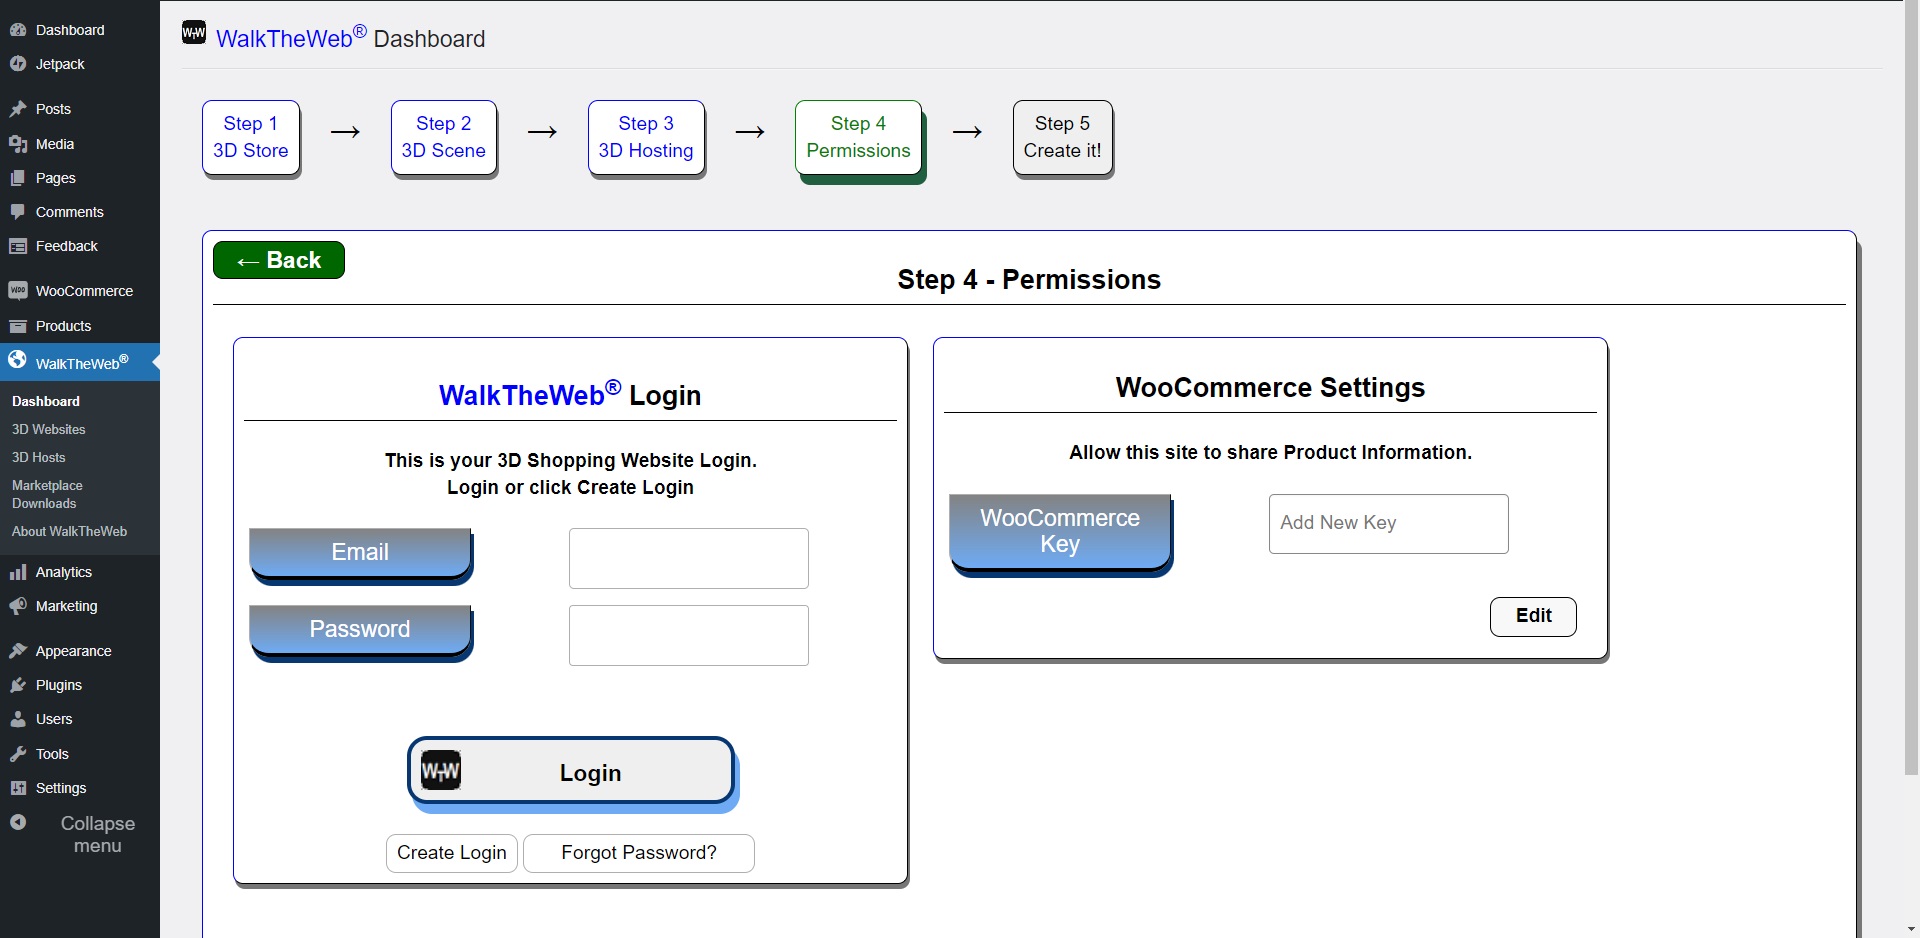 Dashboard
Jetpack
Posts
Media
Pages
Comments
Feedback
WooCommerce
Products
WalkTheWeb®
Dashboard
3D Websites
3D Hosts
Marketplace
Downloads
About WalkTheWeb
Analytics
Marketing
Appearance
Plugins
Users
Tools
Settings
Collapse
menu
WTW WalkTheWeb® Dashboard
Step 1
3D Store
→
Step 2
3D Scene
→
Step 3
3D Hosting
→
Step 4
Permissions
→
Step 5
Create it!
← Back
Step 4 - Permissions
WalkTheWeb® Login
This is your 3D Shopping Website Login.
Login or click Create Login
Email
Password
WTW Login
Create Login
Forgot Password?
WooCommerce Settings
Allow this site to share Product Information.
WooCommerce
Key
Add New Key
Edit